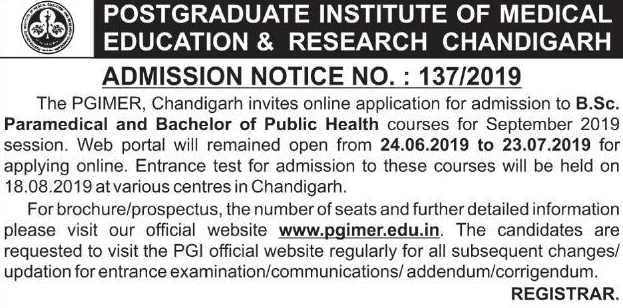 POSTGRADUATE INSTITUTE OF MEDICAL
EDUCATION & RESEARCH CHANDIGARH
ADMISSION NOTICE NO. : 137/2019
The PGIMER, Chandigarh invites online application for admission to B.Sc.
Paramedical and Bachelor of Public Health courses for September 2019
session. Web portal will remained open from 24.06.2019 to 23.07.2019 for
applying online. Entrance test for admission to these courses will be held on
18.08.2019 at various centres in Chandigarh.
For brochure/prospectus, the number of seats and further detailed information
please visit our official website www.pgimer.edu.in. The candidates are
requested to visit the PGI official website regularly for all subsequent changes/
updation for entrance examination/communications/ addendum/corrigendum.
REGISTRAR.